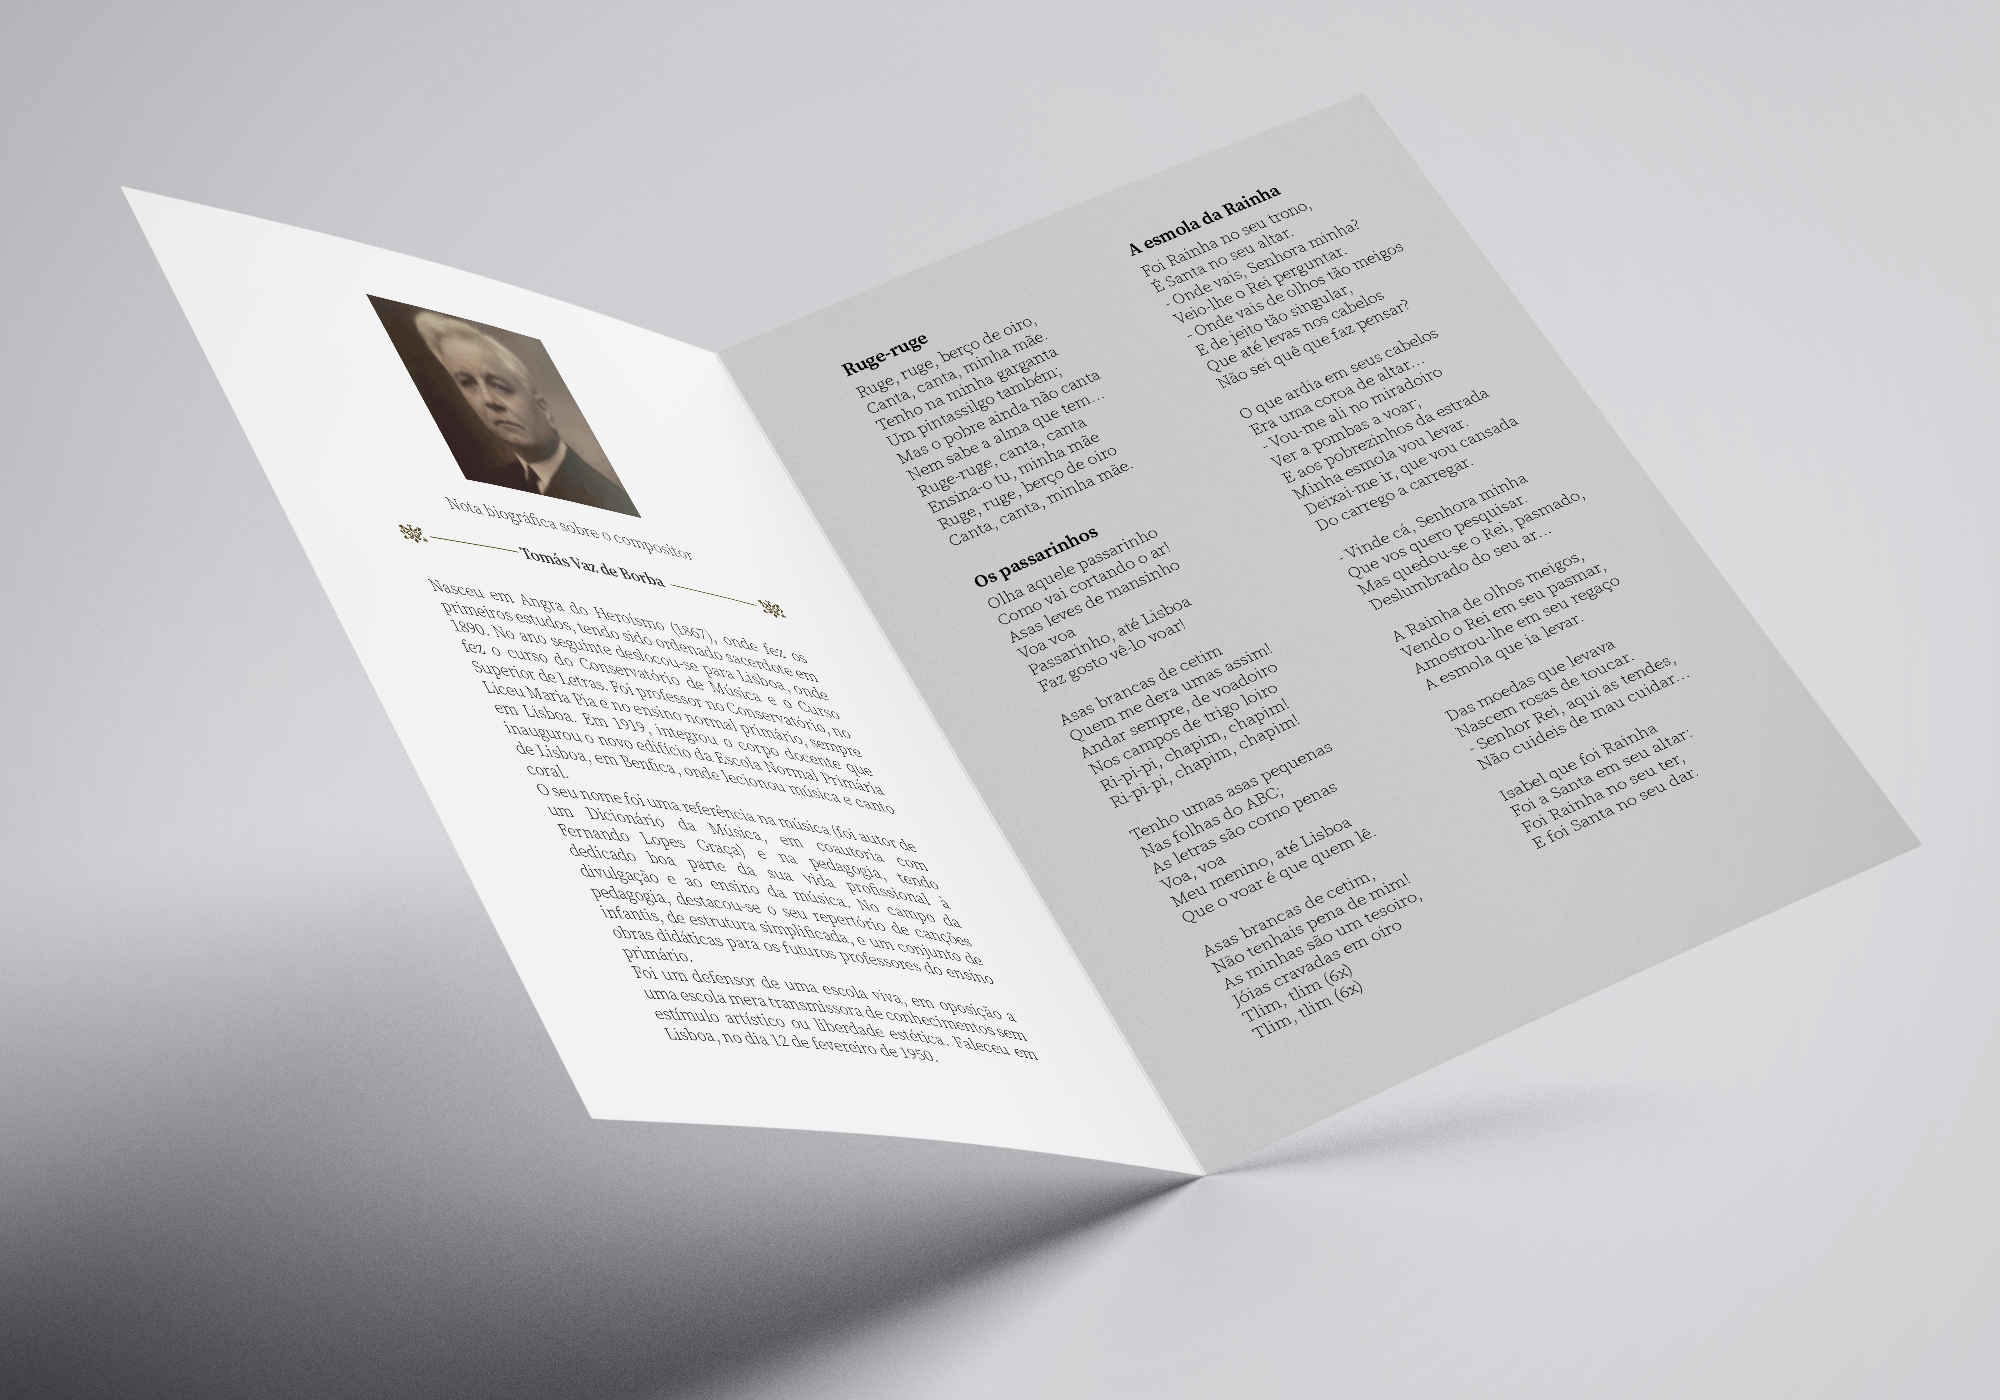 Nota biográfica sobre o compositor
Tomás Vaz de Borba
Nasceu em Angra do Heroísmo (1867), onde fez os
primeiros estudos, tendo sido ordenado sacerdote em
1890. No ano seguinte deslocou-se para Lisboa, onde
fez o curso do Conservatório de Música e o Curso
Superior de Letras. Foi professor no Conservatório, no
Liceu Maria Pia e no ensino normal primário, sempre
em Lisboa. Em 1919, integrou o corpo docente que
inaugurou o novo edifício da Escola Normal Primária
de Lisboa, em Benfica, onde lecionou música e canto
coral.
O seu nome foi uma referência na música (foi autor de
um Dicionário da Música, em coautoria com
Fernando Lopes Graça) e na pedagogia, tendo
dedicado boa parte da sua vida profissional à
divulgação e ao ensino da música. No campo da
pedagogia, destacou-se o seu repertório de canções
infantis, de estrutura simplificada, e um conjunto de
obras didáticas para os futuros professores do ensino
primário.
Foi um defensor de uma escola viva, em oposição a
uma escola mera transmissora de conhecimentos sem
estímulo artístico ou liberdade estética. Faleceu em
Lisboa, no dia 12 de fevereiro de 1950.
Ruge-ruge
Ruge, ruge, berço de oiro,
Canta, canta, minha mãe.
Tenho na minha garganta
Um pintassilgo também;
Mas o pobre ainda não canta
Nem sabe a alma que tem...
Ruge-ruge, canta, canta
Ensina-o tu, minha mãe
Ruge, ruge, berço de oiro
Canta, canta, minha mãe.
Os passarinhos
Olha aquele passarinho
Como vai cortando o ar!
Asas leves de mansinho
Voa voa
Passarinho, até Lisboa
Faz gosto vê-lo voar!
Asas brancas de cetim
Quem me dera umas assim!
Andar sempre, de voadoiro
Nos campos de trigo loiro
Ri-pi-pi, chapim, chapim!
Ri-pi-pi, chapim, chapim!
Tenho umas asas pequenas
Nas folhas do ABC;
As letras são como penas
Voa, voa
Meu menino, até Lisboa
Que o voar é que quem lê.
Asas brancas de cetim,
Não tenhais pena de mim!
As minhas são um tesoiro,
Jóias cravadas em oiro
Tlim, tlim (6x)
Tlim, tlim (6x)
A esmola da Rainha
Foi Rainha no seu trono,
É Santa no seu altar.
- Onde vais, Senhora minha?
Veio-lhe o Rei perguntar.
- Onde vais de olhos tão meigos
E de jeito tão singular,
Que até levas nos cabelos
Não sei quê que faz pensar?
O que ardia em seus cabelos
Era uma coroa de altar...
- Vou-me ali no miradoiro
Ver a pombas a voar;
E aos pobrezinhos da estrada
Minha esmola vou levar.
Deixai-me ir, que vou cansada
Do carrego a carregar.
- Vinde cá, Senhora minha
Que vos quero pesquisar.
Mas quedou-se o Rei, pasmado,
Deslumbrado do seu ar...
A Rainha de olhos meigos,
Vendo o Rei em seu pasmar,
Amostrou-lhe em seu regaço
A esmola que ia levar.
Das moedas que levava
Nascem rosas de toucar.
- Senhor Rei, aqui as tendes,
Não cuideis de mau cuidar...
Isabel que foi Rainha
Foi a Santa em seu altar:
Foi Rainha no seu ter,
E foi Santa no seu dar.